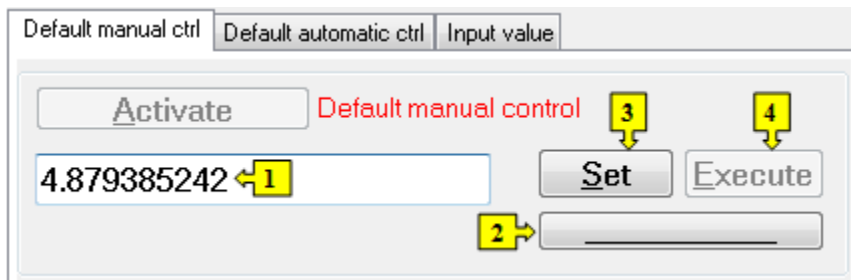 Default manual ctrl Default automatic ctrl Input value
Activate Default manual control 3 4
4.879385242 1 Set Execute
2